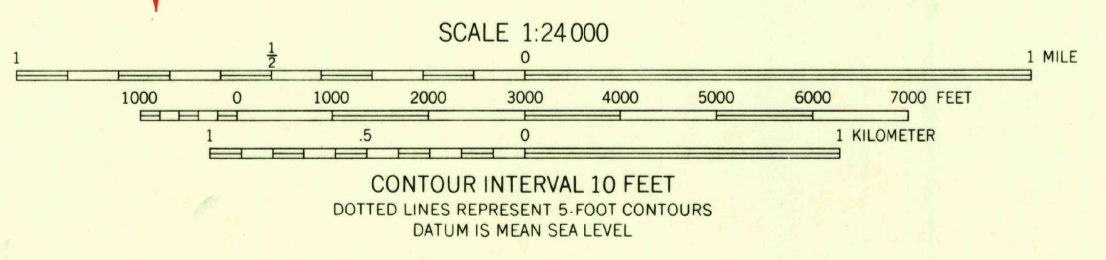 SCALE 1:24 000
1 1/2 0 1 MILE
1000 0 1000 2000 3000 4000 5000 6000 7000 FEET
1 .5 0 1 KILOMETER
CONTOUR INTERVAL 10 FEET
DOTTED LINES REPRESENT 5-FOOT CONTOURS
DATUM IS MEAN SEA LEVEL